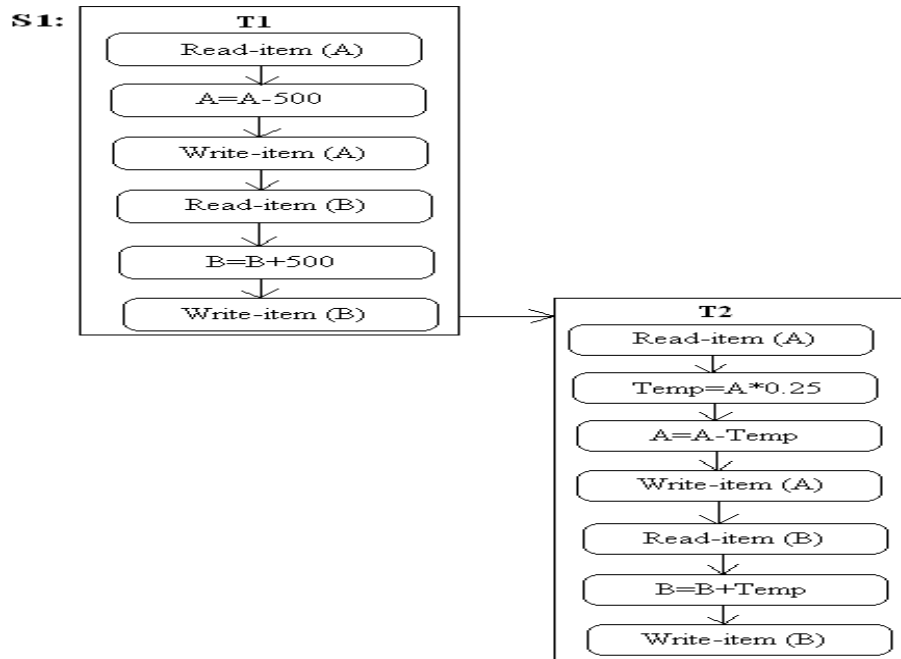 S1:
T1
Read-item (A)
A=A-500
Write-item (A)
Read-item (B)
B=B+500
Write-item (B)
T2
Read-item (A)
Temp=A*0.25
A=A-Temp
Write-item (A)
Read-item (B)
B=B+Temp
Write-item (B)